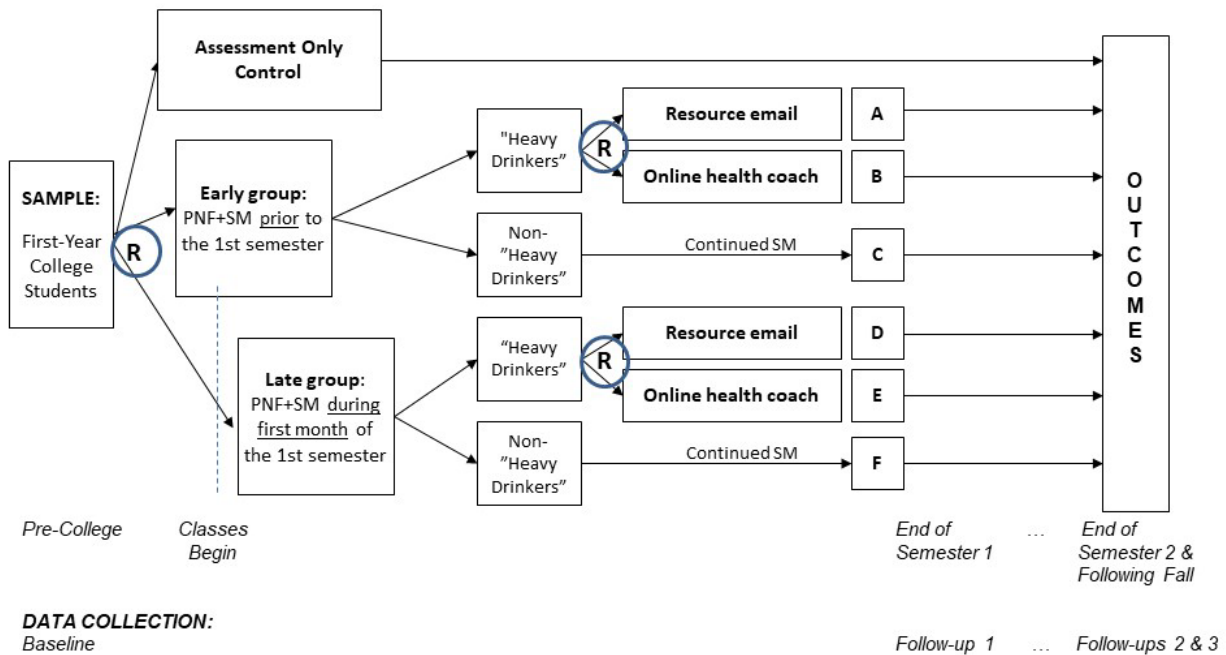 Assessment Only
Control
SAMPLE:
First-Year
College
Students
R
Early group:
PNF+SM prior to
the 1st semester
Late group:
PNF+SM during
first month of
the 1st semester
"Heavy
Drinkers”
R
Resource email
A
Online health coach
B
Non-
"Heavy
Drinkers”
Continued SM
C
“Heavy
Drinkers”
R
Resource email
D
Online health coach
E
Non-
"Heavy
Drinkers”
Continued SM
F
O
U
T
C
O
M
E
S
Pre-College
Classes
Begin
End of
Semester 1
...
End of
Semester 2 &
Following Fall
DATA COLLECTION:
Baseline
Follow-up 1
...
Follow-ups 2 & 3